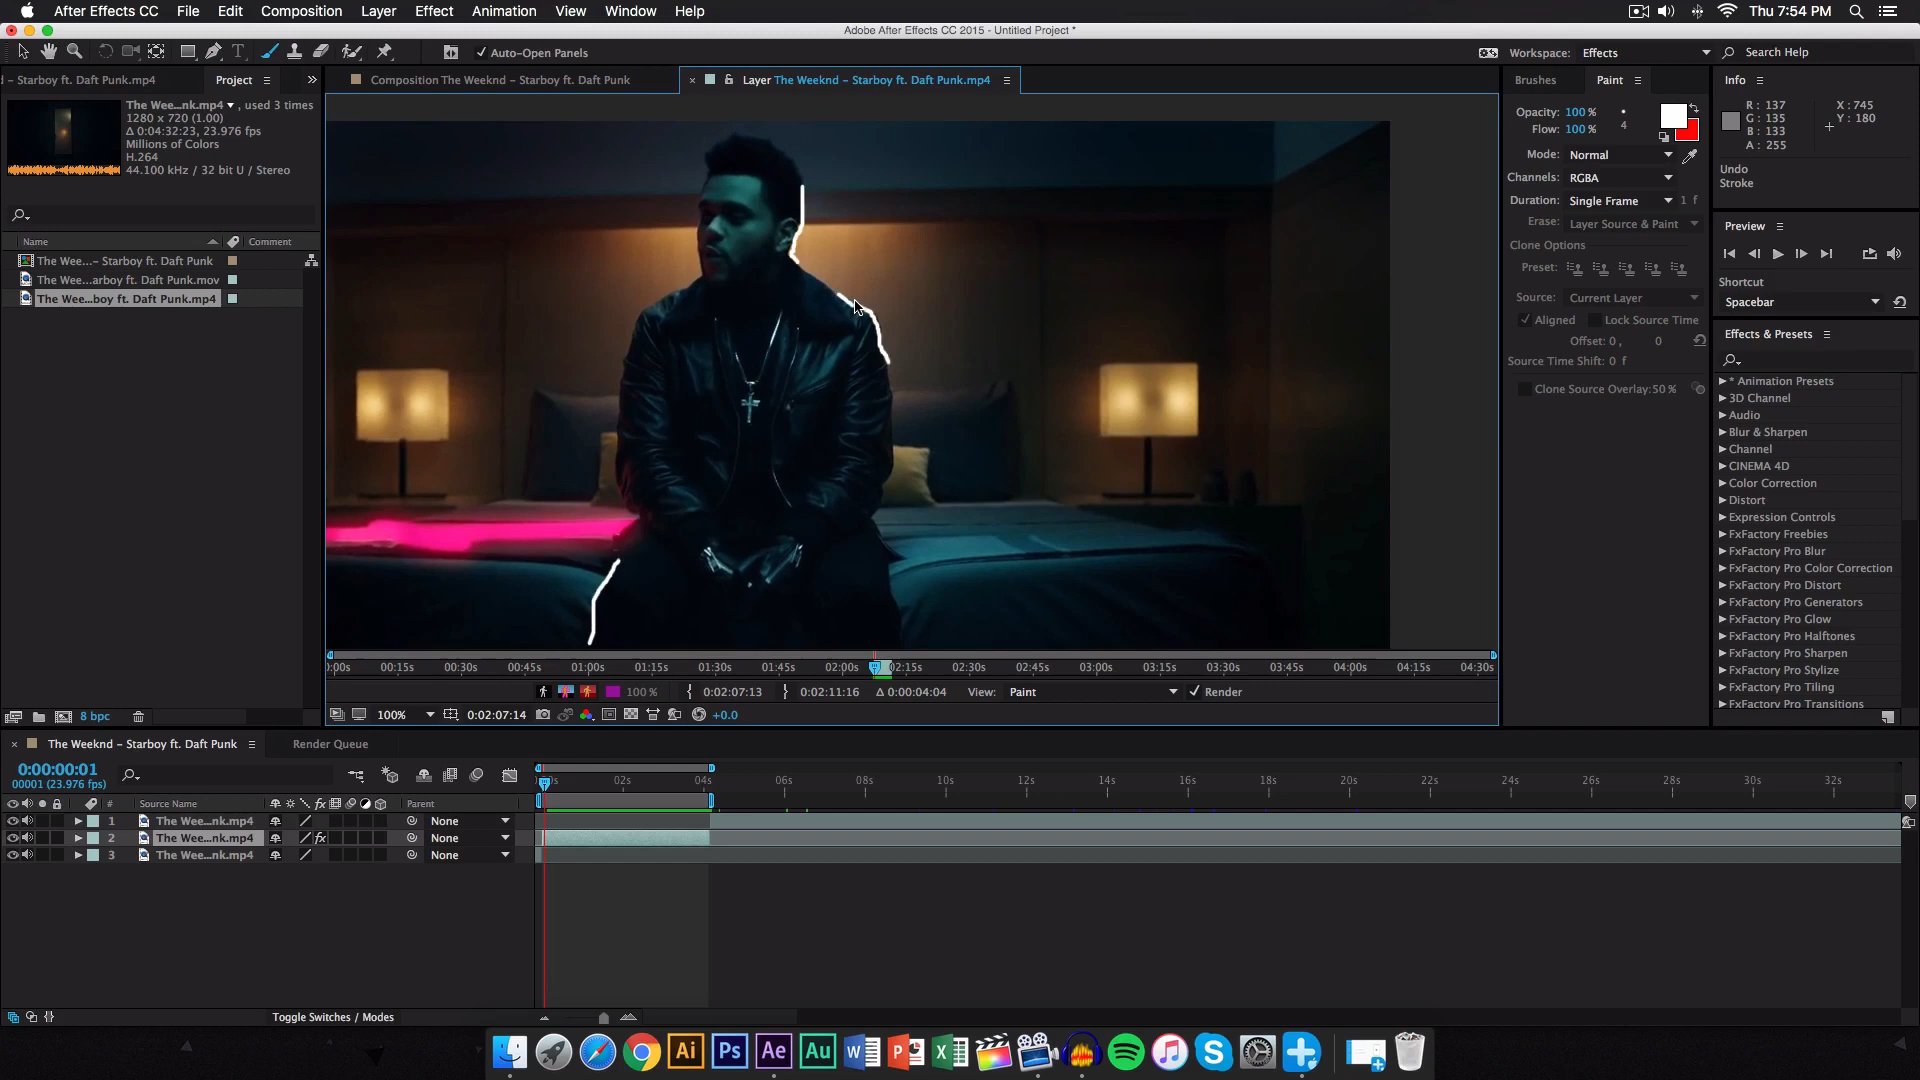 After Effects CC File Edit Composition Layer Effect Animation View Window Help Thu 7:54 PM
Adobe After Effects CC 2015 - Untitled Project *
Auto-Open Panels Workspace: Effects Search Help
– Starboy ft. Daft Punk.mp4) Project Composition The Weeknd – Starboy ft. Daft Punk Layer The Weeknd – Starboy ft. Daft Punk.mp4 Brushes Paint Info
The Wee...nk.mp4 , used 3 times
1280 x 720 (1.00)
Δ 0:04:32:23, 23.976 fps)
Millions of Colors
H.264
44.100 kHz / 32 bit U / Stereo
Name Comment
The Wee...– Starboy ft. Daft Punk
The Wee...arboy ft. Daft Punk.mov
The Wee...boy ft. Daft Punk.mp4
8 bpc
:00s 00:15s 00:30s 00:45s 01:00s 01:15s 01:30s 01:45s 02:00s 02:15s 02:30s 02:45s 03:00s 03:15s 03:30s 03:45s 04:00s 04:15s 04:30s
100 % 0:02:07:13 0:02:11:16 Δ 0:00:04:04 View: Paint Render
100% 0:02:07:14 +0.0
Opacity: 100 %
Flow: 100 % 4
Mode: Normal
Channels: RGBA
Duration: Single Frame 1 f
Erase: Layer Source & Paint
Clone Options
Preset:
Source: Current Layer
Aligned Lock Source Time
Offset: 0 , 0
Source Time Shift: 0 f
Clone Source Overlay: 50 %
R : 137 X : 745
G : 135 Y : 180
B : 133
A : 255
Undo
Stroke
Preview
Shortcut
Spacebar
Effects & Presets
* Animation Presets
3D Channel
Audio
Blur & Sharpen
Channel
CINEMA 4D
Color Correction
Distort
Expression Controls
FxFactory Freebies
FxFactory Pro Blur
FxFactory Pro Color Correction
FxFactory Pro Distort
FxFactory Pro Generators
FxFactory Pro Glow
FxFactory Pro Halftones
FxFactory Pro Sharpen
FxFactory Pro Stylize
FxFactory Pro Tiling
FxFactory Pro Transitions
The Weeknd – Starboy ft. Daft Punk Render Queue
0:00:00:01
00001 (23.976 fps)
0s 02s 04s 06s 08s 10s 12s 14s 16s 18s 20s 22s 24s 26s 28s 30s 32s
# Source Name fx Parent
1 The Wee...nk.mp4 None
2 The Wee...nk.mp4 fx None
3 The Wee...nk.mp4 None
Toggle Switches / Modes
Ai Ps Ae Au W P X S